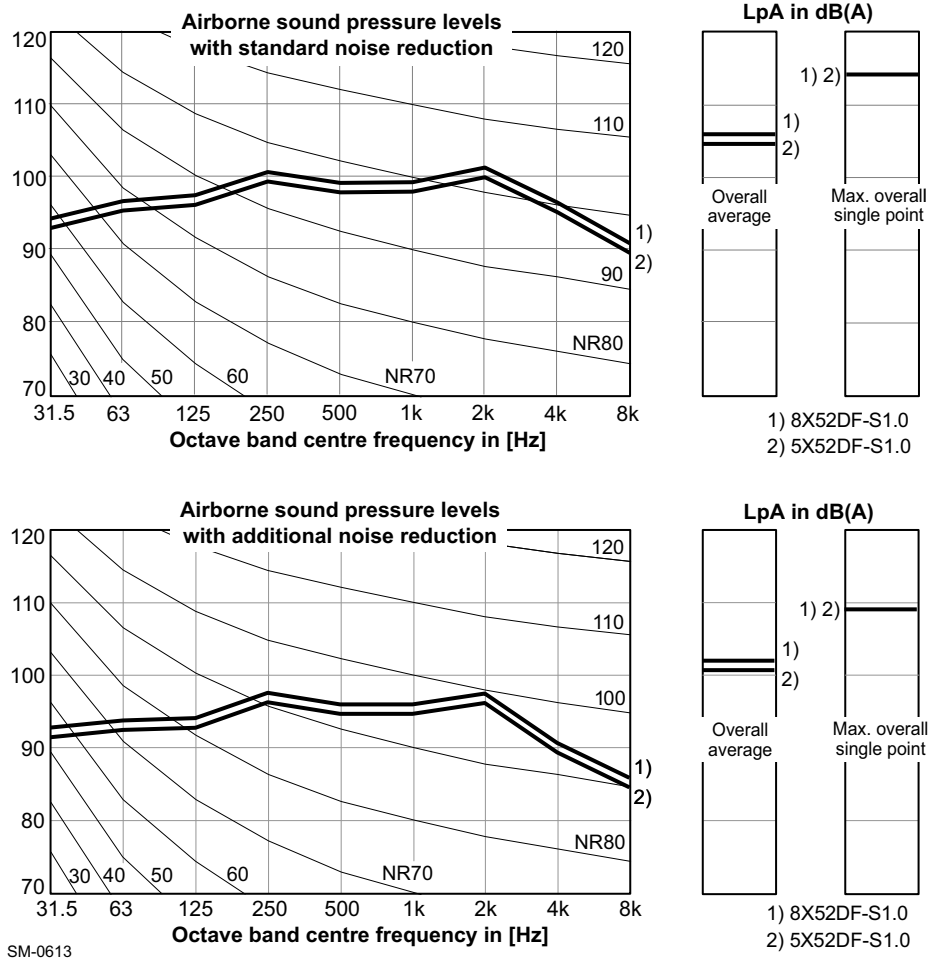 Airborne sound pressure levels
with standard noise reduction
LpA in dB(A)
120
110
100
90
80
70
120
110
90
NR80
NR70
60
50
40
30
1)
2)
31.5 63 125 250 500 1k 2k 4k 8k
Octave band centre frequency in [Hz]
1) 2)
1)
2)
Overall
average
Max. overall
single point
1) 8X52DF-S1.0
2) 5X52DF-S1.0
Airborne sound pressure levels
with additional noise reduction
LpA in dB(A)
120
110
100
90
80
70
120
110
100
NR80
NR70
60
50
40
30
1)
2)
31.5 63 125 250 500 1k 2k 4k 8k
Octave band centre frequency in [Hz]
1) 2)
1)
2)
Overall
average
Max. overall
single point
1) 8X52DF-S1.0
2) 5X52DF-S1.0
SM-0613